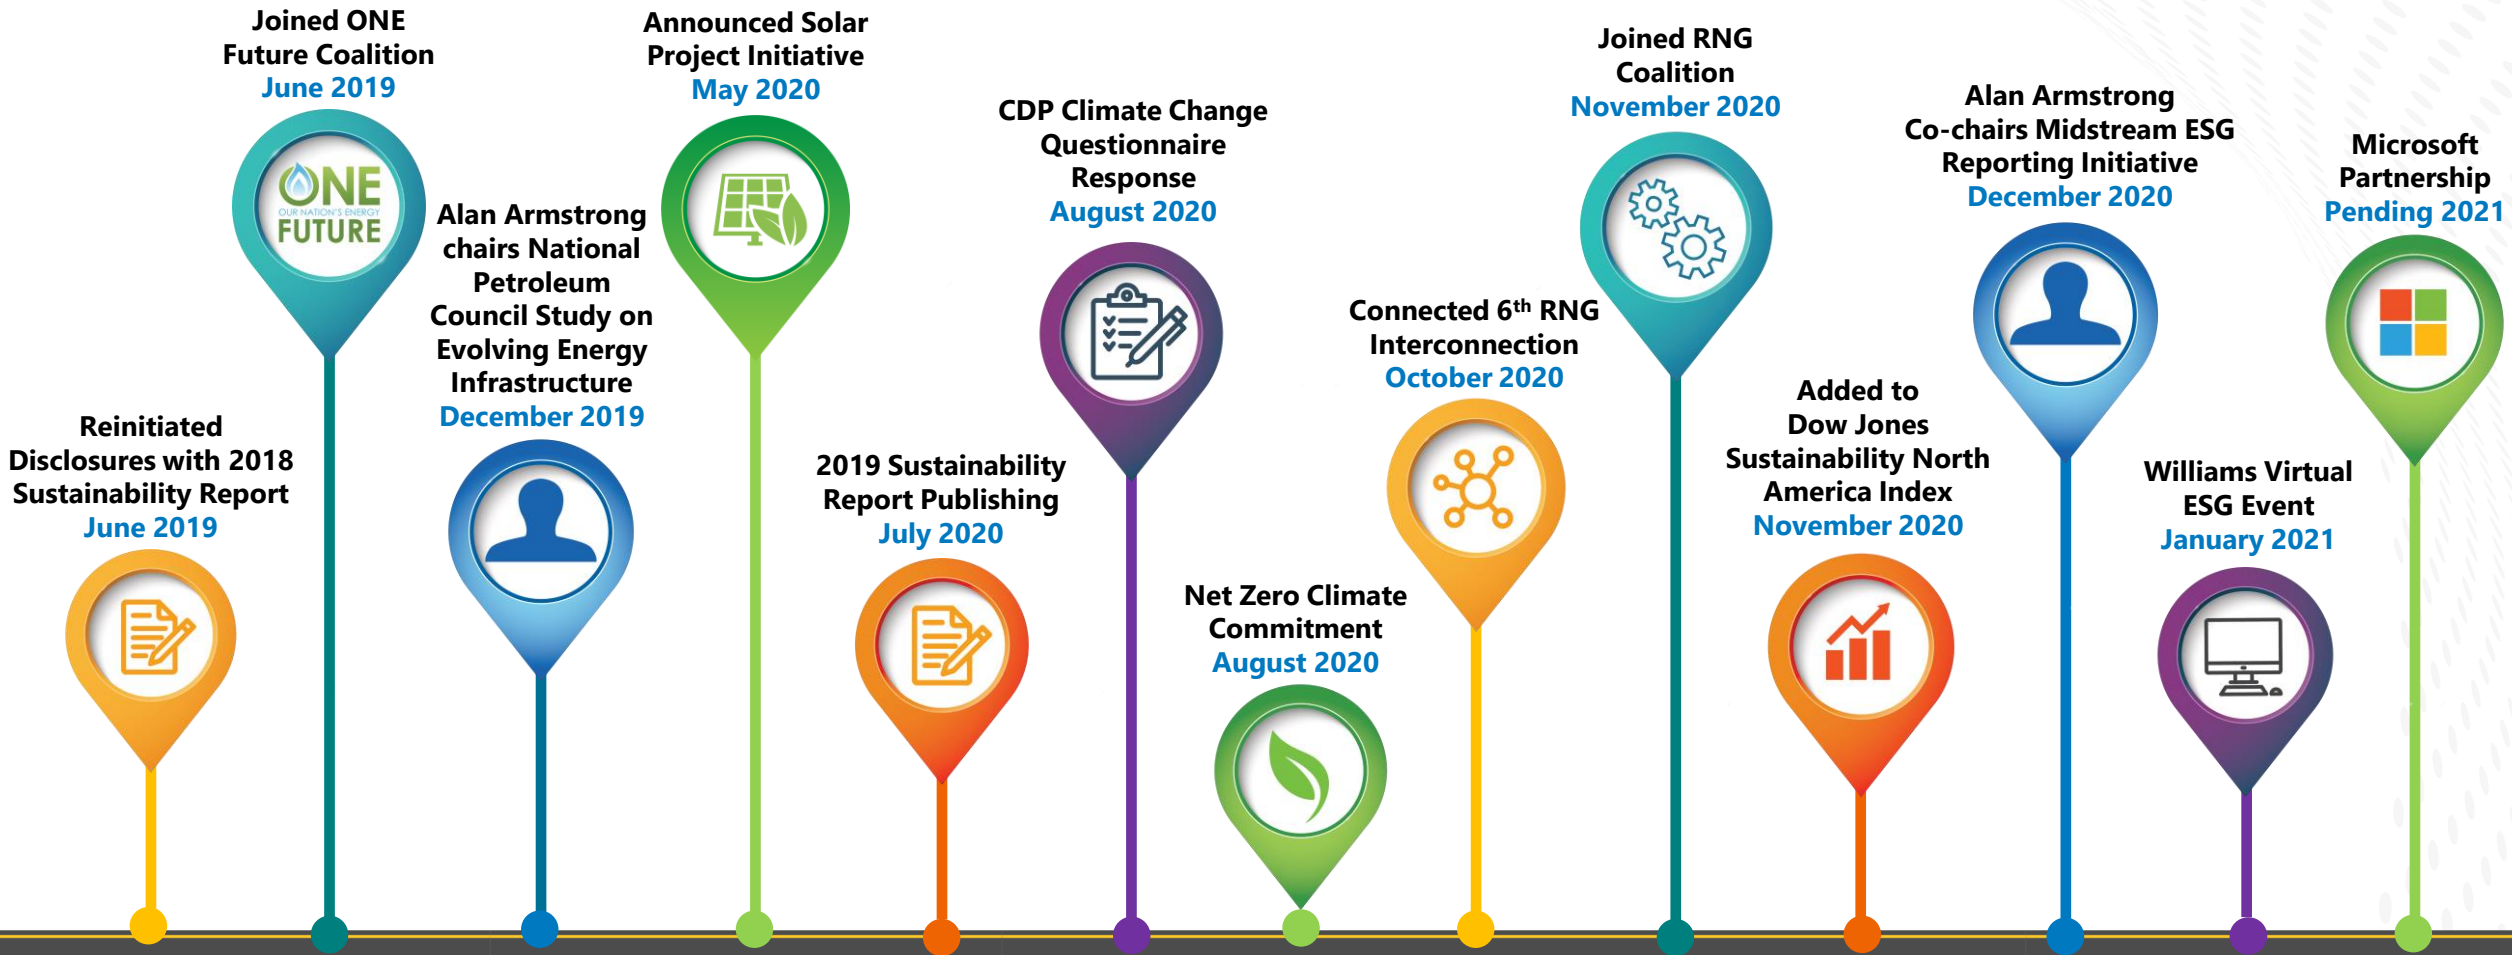 Reinitiated
Disclosures with 2018
Sustainability Report
June 2019
Joined ONE
Future Coalition
June 2019
ONE
OUR NATION'S ENERGY
FUTURE
Alan Armstrong
chairs National
Petroleum
Council Study on
Evolving Energy
Infrastructure
December 2019
Announced Solar
Project Initiative
May 2020
2019 Sustainability
Report Publishing
July 2020
CDP Climate Change
Questionnaire
Response
August 2020
Net Zero Climate
Commitment
August 2020
Connected 6th RNG
Interconnection
October 2020
Joined RNG
Coalition
November 2020
Added to
Dow Jones
Sustainability North
America Index
November 2020
Alan Armstrong
Co-chairs Midstream ESG
Reporting Initiative
December 2020
Williams Virtual
ESG Event
January 2021
Microsoft
Partnership
Pending 2021